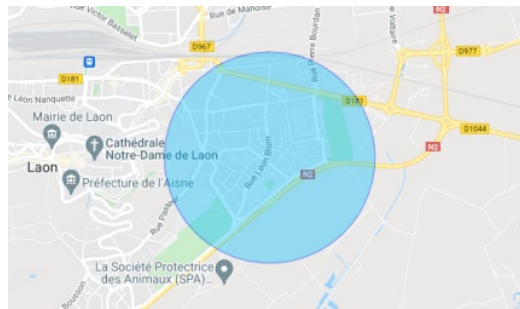 Rue de Manoise
Rue Victor Basselet
D967
N2
D977
Rue Pierre Bourdan
Rue Voltaire
D181
Léon Nanquette
D181
Mairie de Laon
D1044
Cathédrale
Notre-Dame de Laon
N2
Laon
Rue Léon Blum
N2
Préfecture de l'Aisne
Rue Pasteur
La Société Protectrice
des Animaux (SPA)...
Bousson